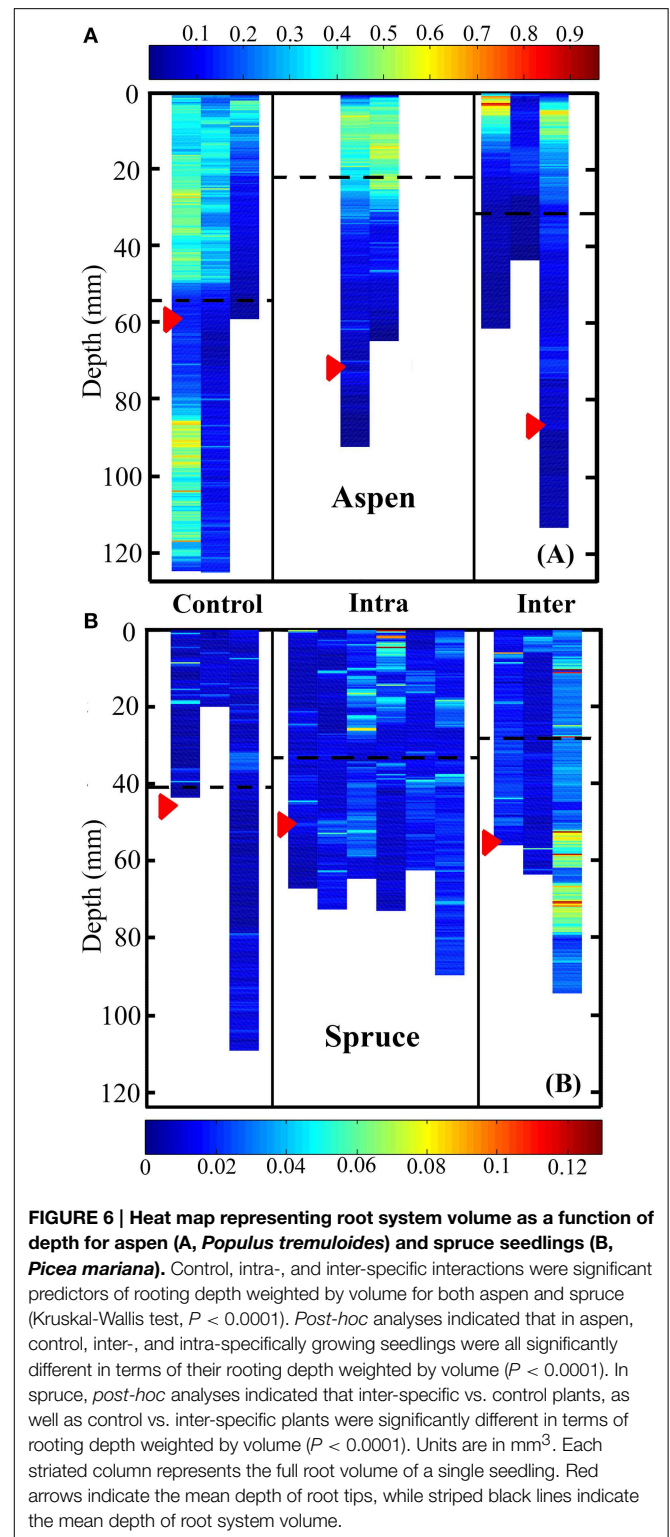 A
0.1 0.2 0.3 0.4 0.5 0.6 0.7 0.8 0.9
0
20
40
60
80
100
120
Depth (mm)
Aspen
(A)
Control Intra Inter
B
0
20
40
60
80
100
120
Depth (mm)
Spruce
(B)
0 0.02 0.04 0.06 0.08 0.1 0.12
FIGURE 6 | Heat map representing root system volume as a function of
depth for aspen (A, Populus tremuloides) and spruce seedlings (B,
Picea mariana). Control, intra-, and inter-specific interactions were significant
predictors of rooting depth weighted by volume for both aspen and spruce
(Kruskal-Wallis test, P < 0.0001). Post-hoc analyses indicated that in aspen,
control, inter-, and intra-specifically growing seedlings were all significantly
different in terms of their rooting depth weighted by volume (P < 0.0001). In
spruce, post-hoc analyses indicated that inter-specific vs. control plants, as
well as control vs. inter-specific plants were significantly different in terms of
rooting depth weighted by volume (P < 0.0001). Units are in mm³. Each
striated column represents the full root volume of a single seedling. Red
arrows indicate the mean depth of root tips, while striped black lines indicate
the mean depth of root system volume.